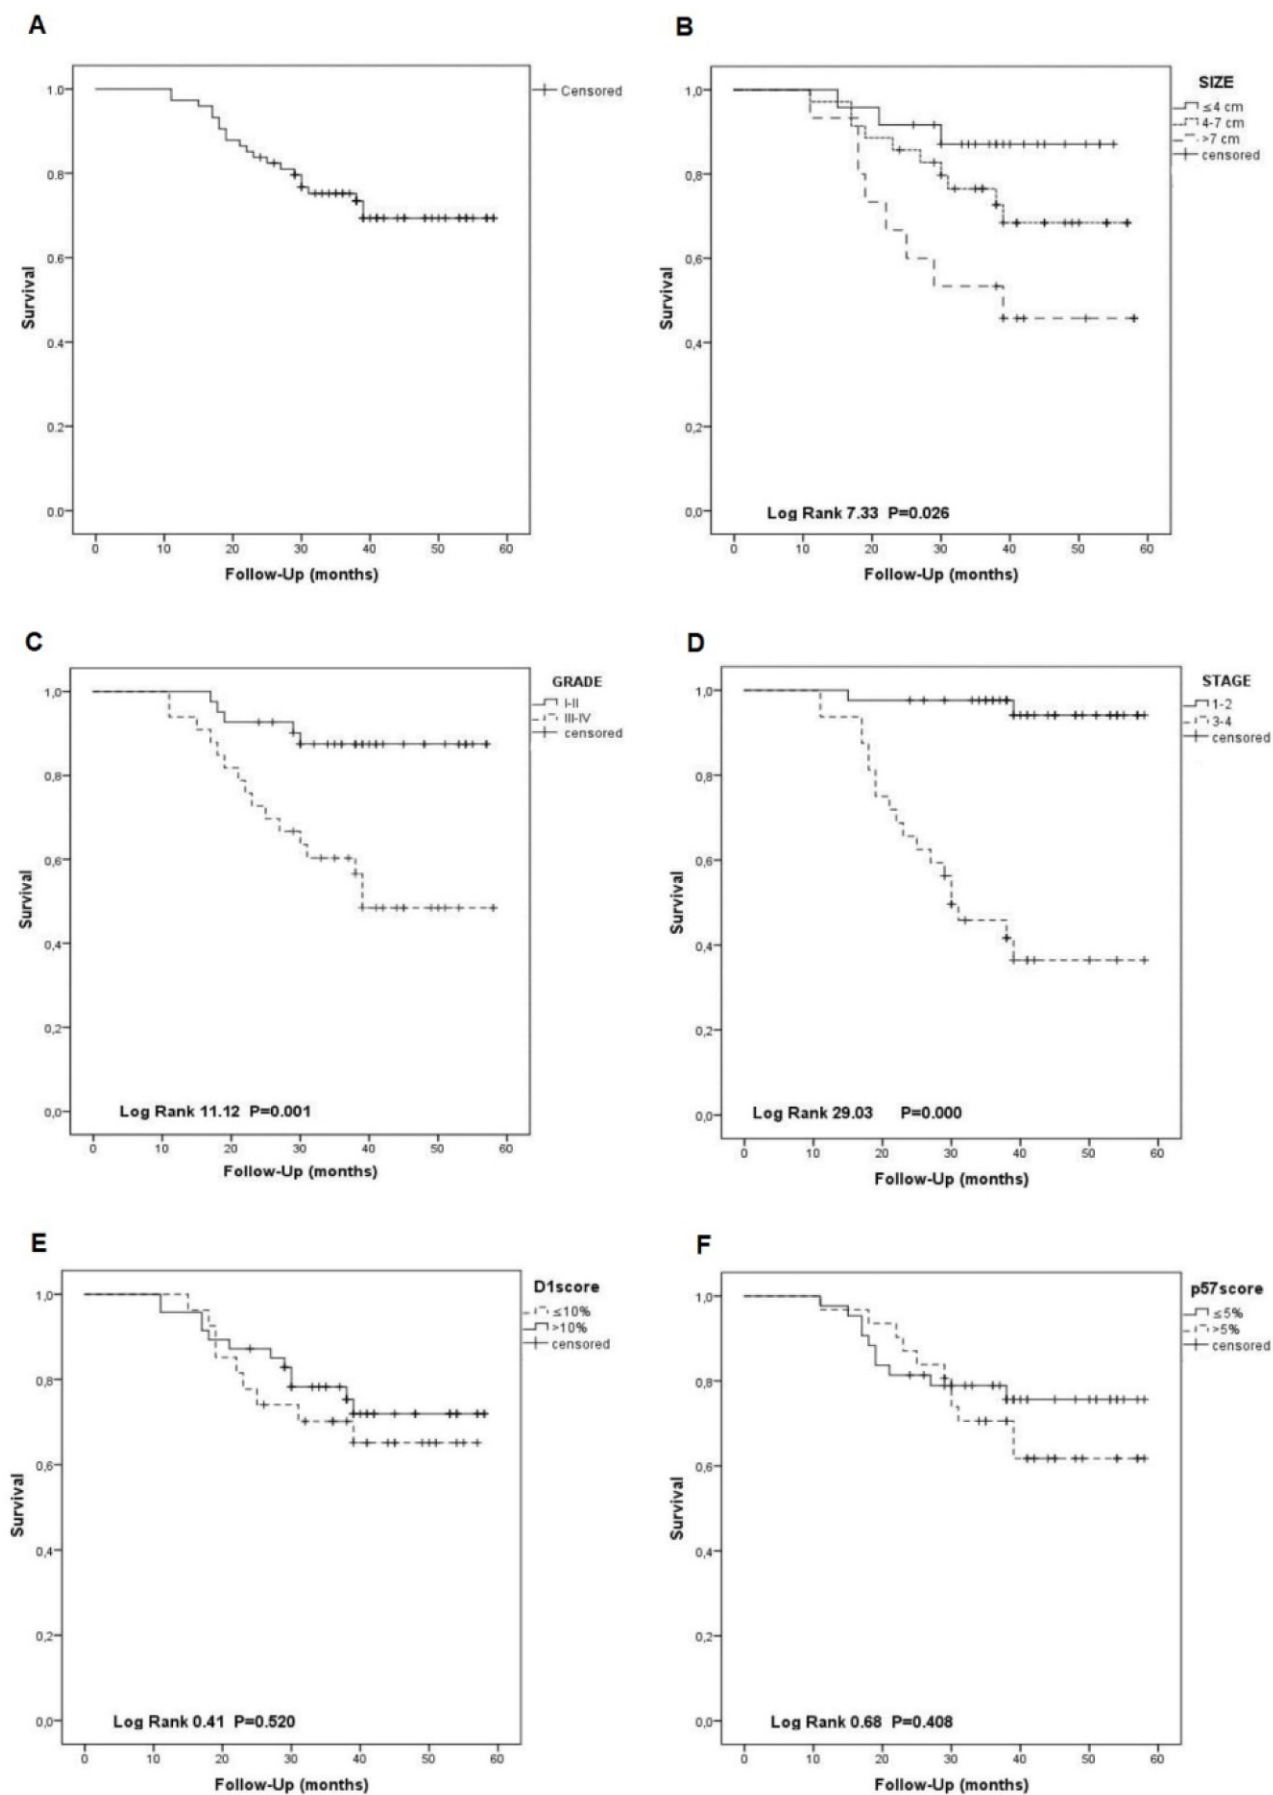 A
1.0
0.8
0.6
0.4
0.2
0.0
Survival
0 10 20 30 40 50 60
Follow-Up (months)
Censored
B
1,0
0,8
0,6
0,4
0,2
0,0
Survival
0 10 20 30 40 50 60
Follow-Up (months)
Log Rank 7.33 P=0.026
SIZE
≤4 cm
4-7 cm
>7 cm
censored
C
1,0
0,8
0,6
0,4
0,2
0,0
Survival
0 10 20 30 40 50 60
Follow-Up (months)
Log Rank 11.12 P=0.001
GRADE
I-II
III-IV
censored
D
1,0
0,8
0,6
0,4
0,2
0,0
Survival
0 10 20 30 40 50 60
Follow-Up (months)
Log Rank 29.03 P=0.000
STAGE
1-2
3-4
censored
E
1,0
0,8
0,6
0,4
0,2
0,0
Survival
0 10 20 30 40 50 60
Follow-Up (months)
Log Rank 0.41 P=0.520
D1score
≤10%
>10%
censored
F
1,0
0,8
0,6
0,4
0,2
0,0
Survival
0 10 20 30 40 50 60
Follow-Up (months)
Log Rank 0.68 P=0.408
p57score
≤5%
>5%
censored